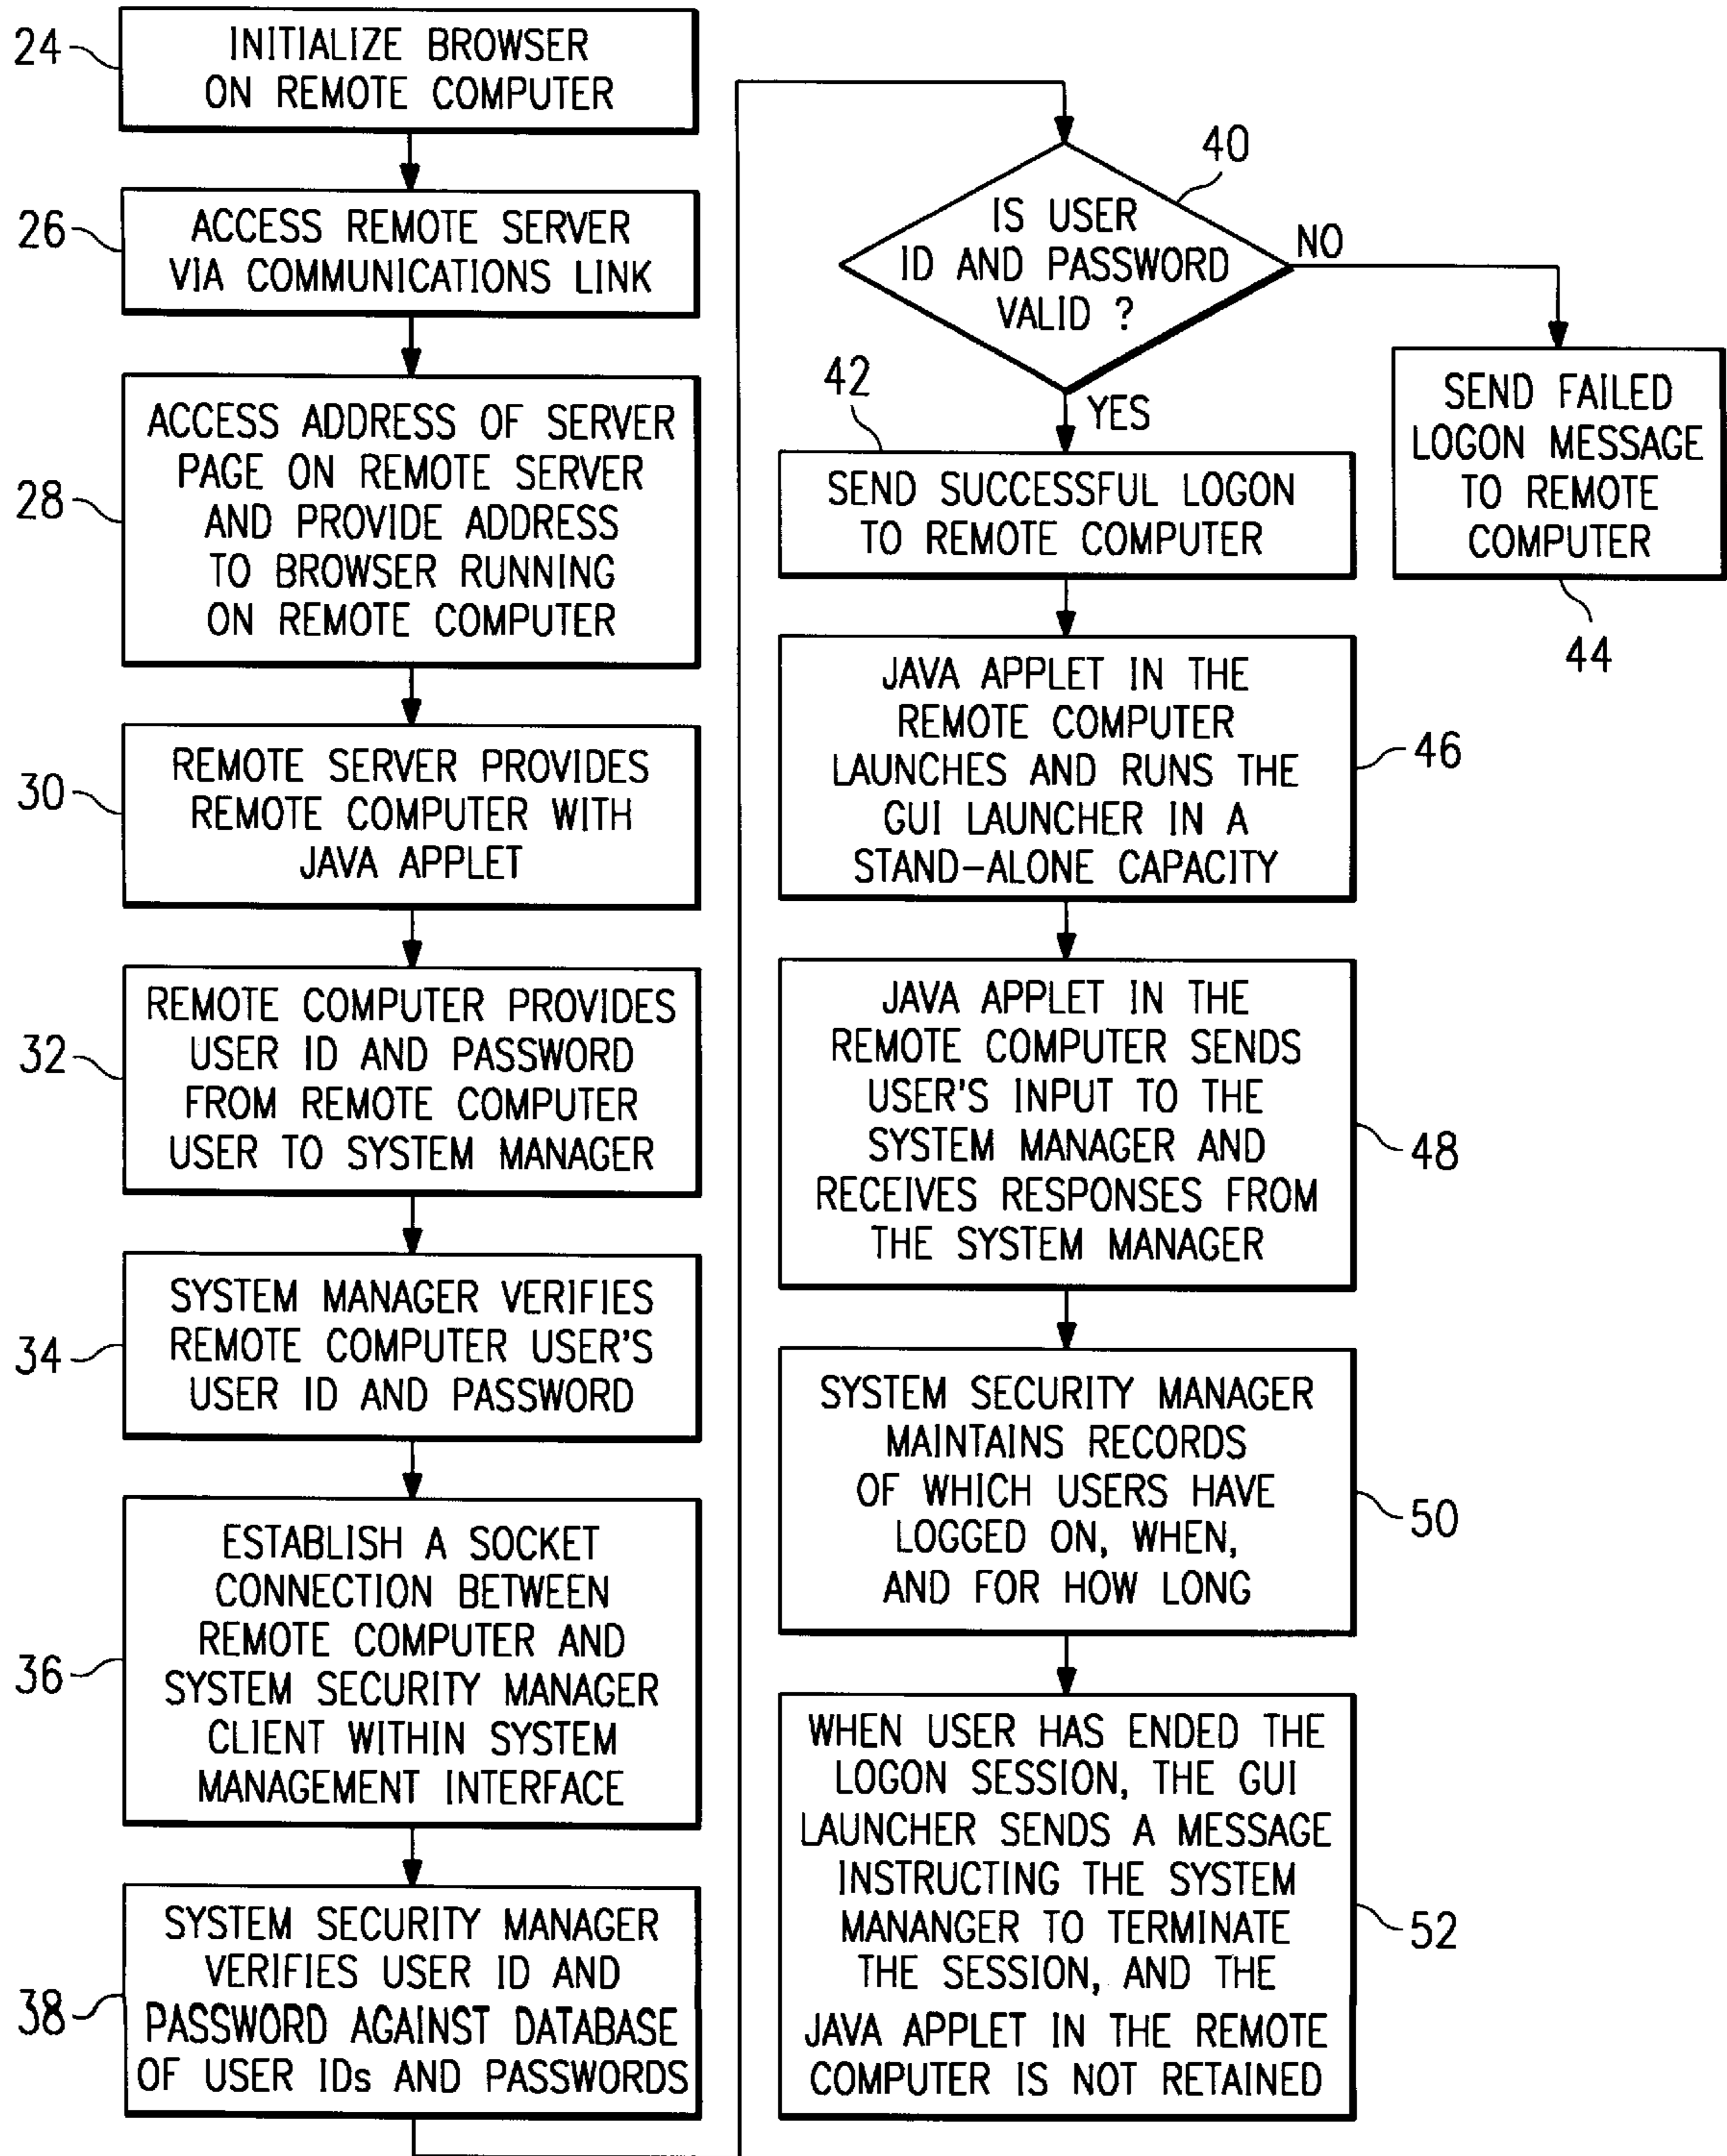 24
INITIALIZE BROWSER
ON REMOTE COMPUTER
26
ACCESS REMOTE SERVER
VIA COMMUNICATIONS LINK
28
ACCESS ADDRESS OF SERVER
PAGE ON REMOTE SERVER
AND PROVIDE ADDRESS
TO BROWSER RUNNING
ON REMOTE COMPUTER
30
REMOTE SERVER PROVIDES
REMOTE COMPUTER WITH
JAVA APPLET
32
REMOTE COMPUTER PROVIDES
USER ID AND PASSWORD
FROM REMOTE COMPUTER
USER TO SYSTEM MANAGER
34
SYSTEM MANAGER VERIFIES
REMOTE COMPUTER USER'S
USER ID AND PASSWORD
36
ESTABLISH A SOCKET
CONNECTION BETWEEN
REMOTE COMPUTER AND
SYSTEM SECURITY MANAGER
CLIENT WITHIN SYSTEM
MANAGEMENT INTERFACE
38
SYSTEM SECURITY MANAGER
VERIFIES USER ID AND
PASSWORD AGAINST DATABASE
OF USER IDs AND PASSWORDS
40
IS USER
ID AND PASSWORD
VALID ?
NO
YES
42
SEND SUCCESSFUL LOGON
TO REMOTE COMPUTER
SEND FAILED
LOGON MESSAGE
TO REMOTE
COMPUTER
44
JAVA APPLET IN THE
REMOTE COMPUTER
LAUNCHES AND RUNS THE
GUI LAUNCHER IN A
STAND-ALONE CAPACITY
46
JAVA APPLET IN THE
REMOTE COMPUTER SENDS
USER'S INPUT TO THE
SYSTEM MANAGER AND
RECEIVES RESPONSES FROM
THE SYSTEM MANAGER
48
SYSTEM SECURITY MANAGER
MAINTAINS RECORDS
OF WHICH USERS HAVE
LOGGED ON, WHEN,
AND FOR HOW LONG
50
WHEN USER HAS ENDED THE
LOGON SESSION, THE GUI
LAUNCHER SENDS A MESSAGE
INSTRUCTING THE SYSTEM
MANANGER TO TERMINATE
THE SESSION, AND THE
JAVA APPLET IN THE REMOTE
COMPUTER IS NOT RETAINED
52